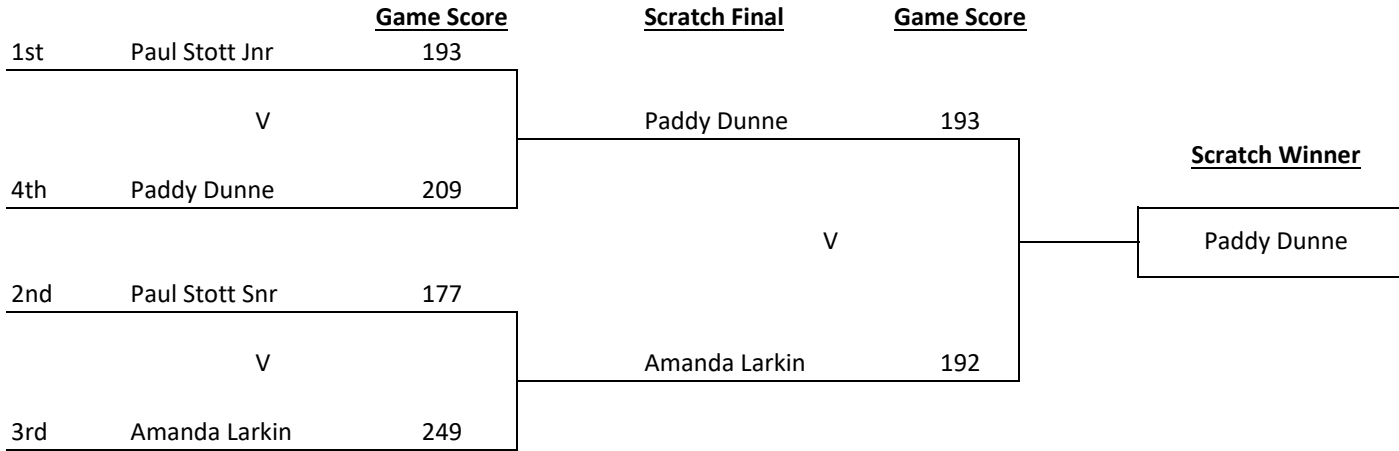 Game Score Scratch Final Game Score
1st Paul Stott Jnr 193
V Paddy Dunne 193
Scratch Winner
4th Paddy Dunne 209
V Paddy Dunne
2nd Paul Stott Snr 177
V Amanda Larkin 192
3rd Amanda Larkin 249